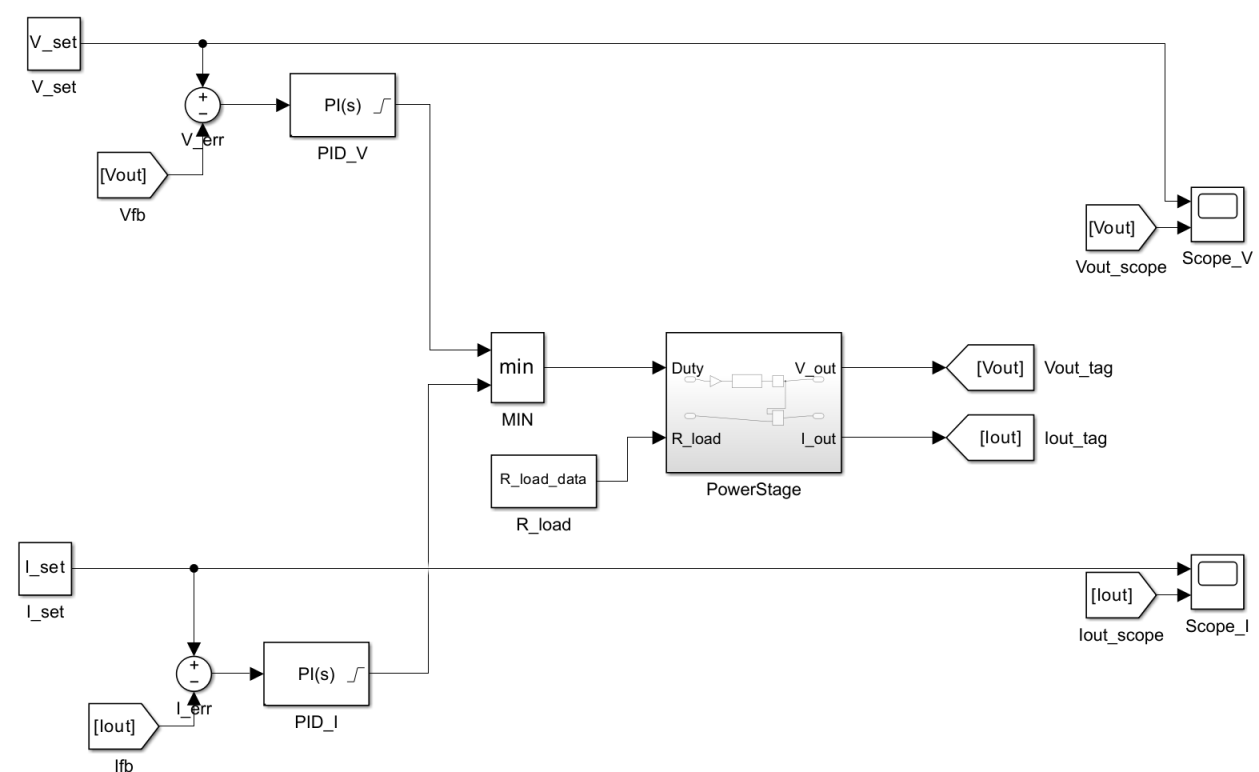 V_set
V_set
+
−
V_err
PI(s)
PID_V
[Vout]
Vfb
[Vout]
Vout_scope
Scope_V
min
MIN
Duty
V_out
R_load
I_out
PowerStage
[Vout]
Vout_tag
[Iout]
Iout_tag
R_load_data
R_load
I_set
I_set
+
−
I_err
PI(s)
PID_I
[Iout]
Ifb
[Iout]
Iout_scope
Scope_I